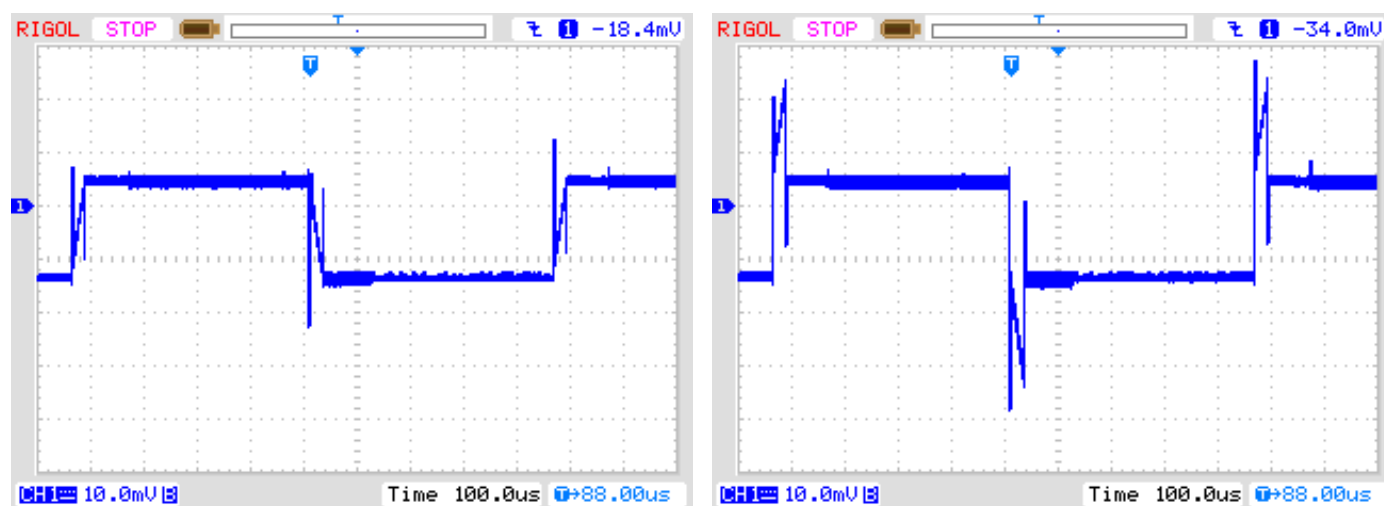 RIGOL STOP T 1 -18.4mV
T
1
CH1 10.0mV B Time 100.0us T→88.00us
RIGOL STOP T 1 -34.0mV
T
1
CH1 10.0mV B Time 100.0us T→88.00us